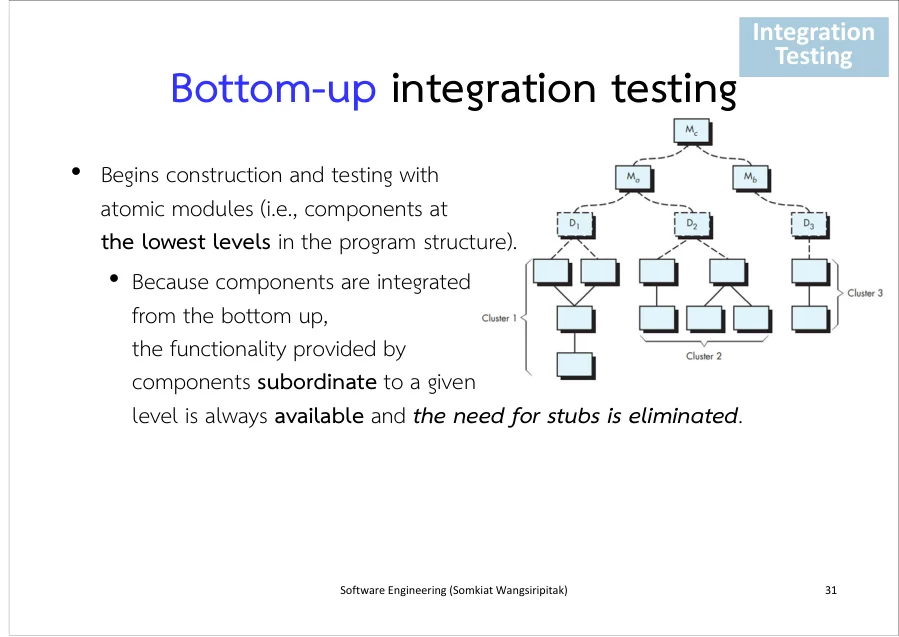 Integration
Testing
Bottom-up integration testing
• Begins construction and testing with
atomic modules (i.e., components at
the lowest levels in the program structure).
• Because components are integrated
from the bottom up,
the functionality provided by
components subordinate to a given
level is always available and the need for stubs is eliminated.
Mc
Ma
Mb
D1
D2
D3
Cluster 1
Cluster 2
Cluster 3
Software Engineering (Somkiat Wangsiripitak)
31